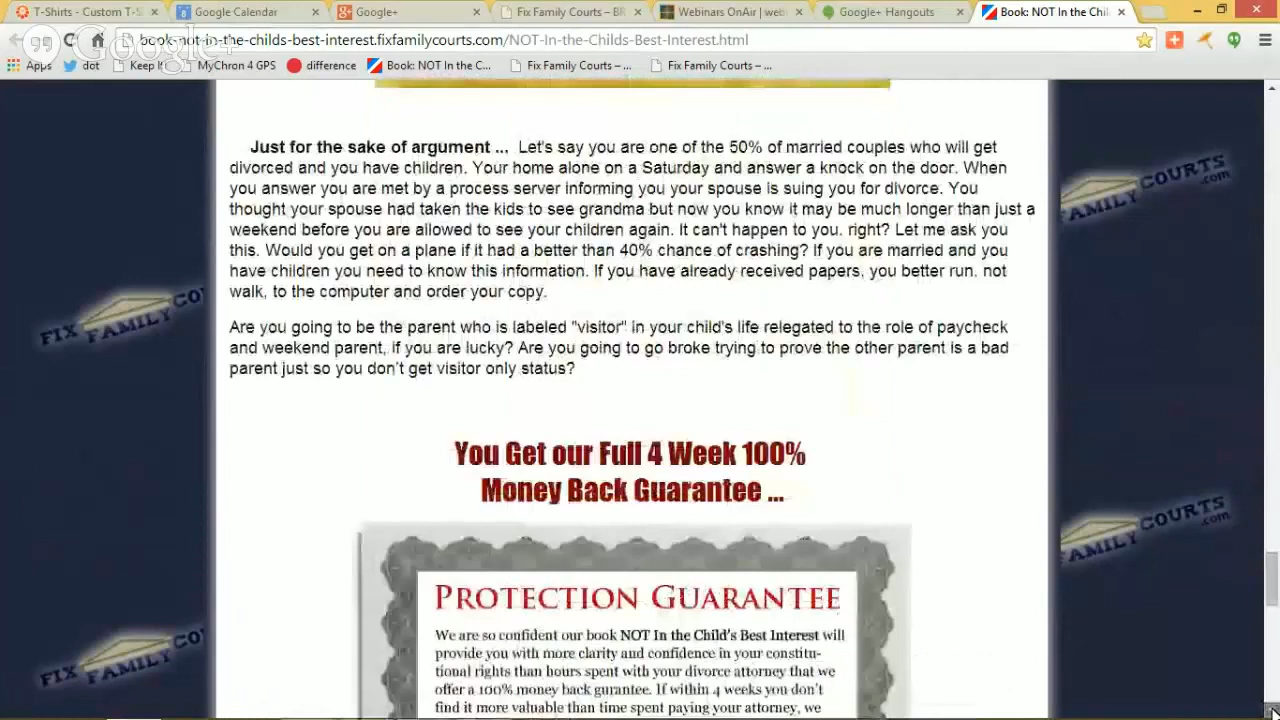 T-Shirts - Custom T-S
Google Calendar
Google+
Fix Family Courts – BR
Webinars OnAir | web
Google+ Hangouts
Book: NOT In the Chil
Google+
book-not-in-the-childs-best-interest.fixfamilycourts.com/NOT-In-the-Childs-Best-Interest.html
Apps
dot
Keep It
MyChron 4 GPS
difference
Book: NOT In the C...
Fix Family Courts – ...
Fix Family Courts – ...
Just for the sake of argument ... Let's say you are one of the 50% of married couples who will get
divorced and you have children. Your home alone on a Saturday and answer a knock on the door. When
you answer you are met by a process server informing you your spouse is suing you for divorce. You
thought your spouse had taken the kids to see grandma but now you know it may be much longer than just a
weekend before you are allowed to see your children again. It can't happen to you. right? Let me ask you
this. Would you get on a plane if it had a better than 40% chance of crashing? If you are married and you
have children you need to know this information. If you have already received papers, you better run. not
walk, to the computer and order your copy.
Are you going to be the parent who is labeled "visitor" in your child's life relegated to the role of paycheck
and weekend parent, if you are lucky? Are you going to go broke trying to prove the other parent is a bad
parent just so you don't get visitor only status?
You Get our Full 4 Week 100%
Money Back Guarantee ...
PROTECTION GUARANTEE
We are so confident our book NOT In the Child's Best Interest will
provide you with more clarity and confidence in your constitu-
tional rights than hours spent with your divorce attorney that we
offer a 100% money back gurantee. If within 4 weeks you don't
find it more valuable than time spent paying your attorney, we
FIX FAMILY COU
FIX FAMILY COU
FAMILY COURTS .com
FAMILY COURTS .com